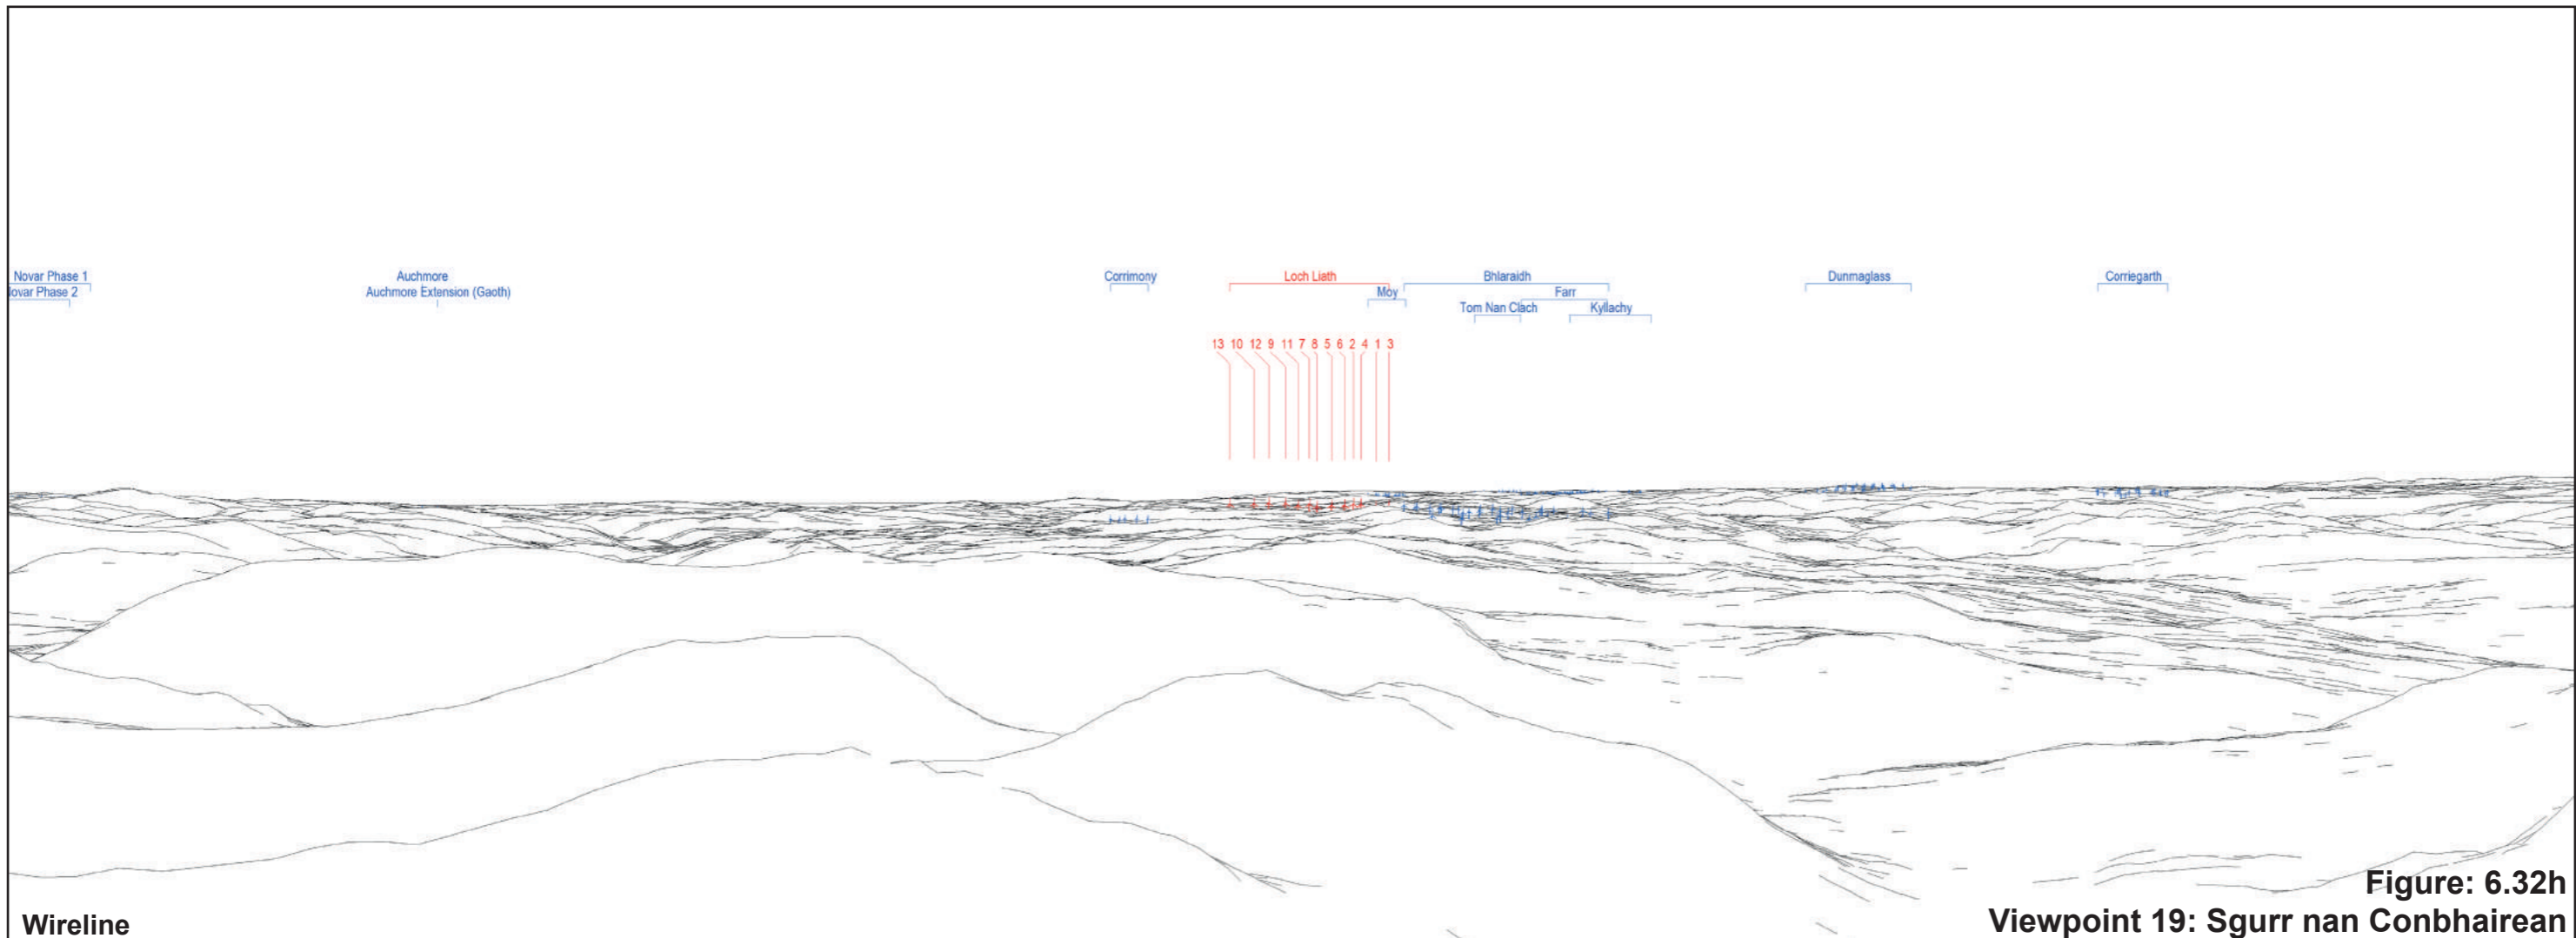 Novar Phase 1
ovar Phase 2
Auchmore
Auchmore Extension (Gaoth)
Corrimony
Loch Liath
Moy
Bhlaraidh
Farr
Tom Nan Clach
Kyllachy
Dunmaglass
Corriegarth
13 10 12 9 11 7 8 5 6 2 4 1 3
Figure: 6.32h
Wireline
Viewpoint 19: Sgurr nan Conbhairean